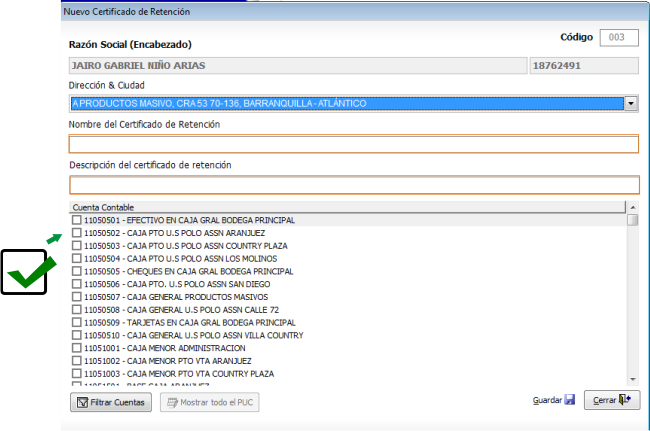 Nuevo Certificado de Retención
Código 003
Razón Social (Encabezado)
JAIRO GABRIEL NIÑO ARIAS 18762491
Dirección & Ciudad
A PRODUCTOS MASIVO, CRA 53 70-136, BARRANQUILLA - ATLÁNTICO
Nombre del Certificado de Retención
Descripción del certificado de retención
Cuenta Contable
11050501 - EFECTIVO EN CAJA GRAL BODEGA PRINCIPAL
11050502 - CAJA PTO U.S POLO ASSN ARANJUEZ
11050503 - CAJA PTO U.S POLO ASSN COUNTRY PLAZA
11050504 - CAJA PTO U.S POLO ASSN LOS MOLINOS
11050505 - CHEQUES EN CAJA GRAL BODEGA PRINCIPAL
11050506 - CAJA PTO. U.S POLO ASSN SAN DIEGO
11050507 - CAJA GENERAL PRODUCTOS MASIVOS
11050508 - CAJA GENERAL U.S POLO ASSN CALLE 72
11050509 - TARJETAS EN CAJA GRAL BODEGA PRINCIPAL
11050510 - CAJA GENERAL U.S POLO ASSN VILLA COUNTRY
11051001 - CAJA MENOR ADMINISTRACION
11051002 - CAJA MENOR PTO VTA ARANJUEZ
11051003 - CAJA MENOR PTO VTA COUNTRY PLAZA
11051501 - BASE CAJA ARANJUEZ
Filtrar Cuentas Mostrar todo el PUC Guardar Cerrar